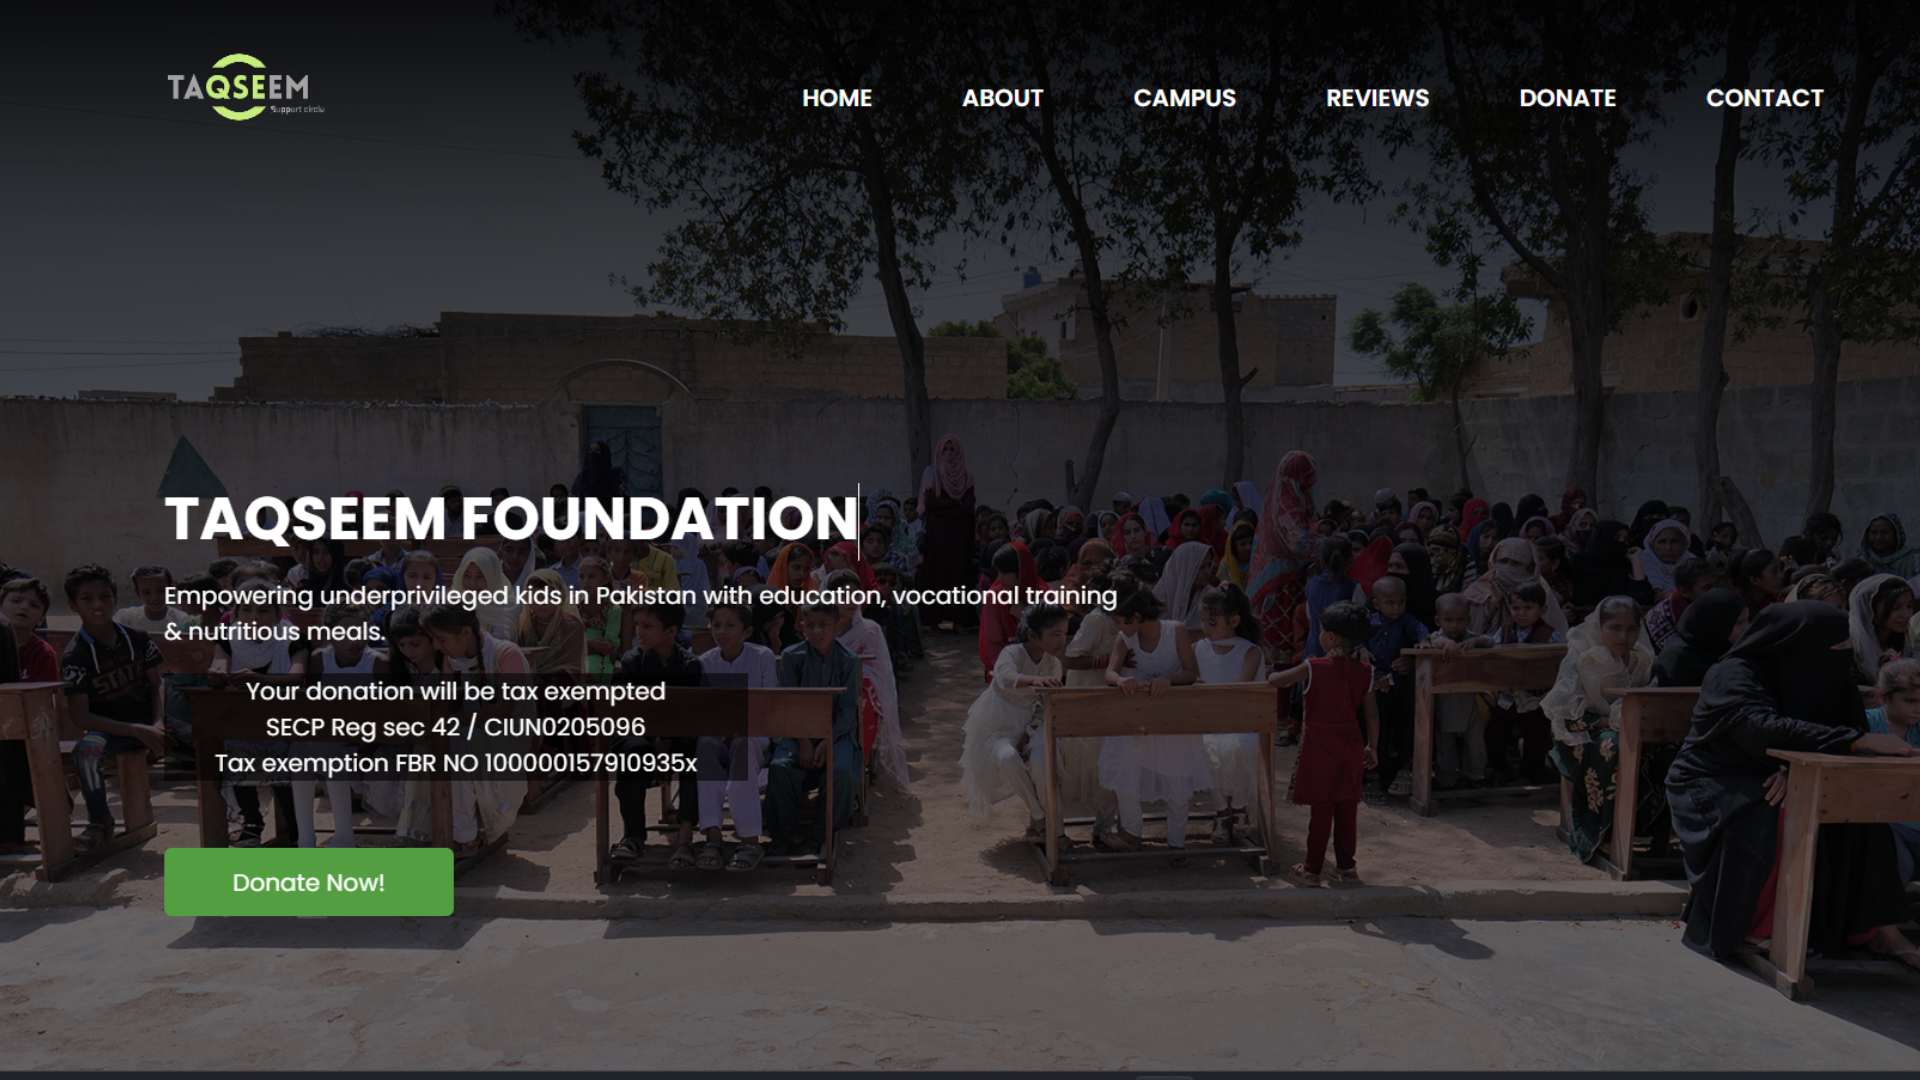 TAQSEEM
Support circle
HOME
ABOUT
CAMPUS
REVIEWS
DONATE
CONTACT
TAQSEEM FOUNDATION
Empowering underprivileged kids in Pakistan with education, vocational training
& nutritious meals.
Your donation will be tax exempted
SECP Reg sec 42 / CIUN0205096
Tax exemption FBR NO 100000157910935x
Donate Now!